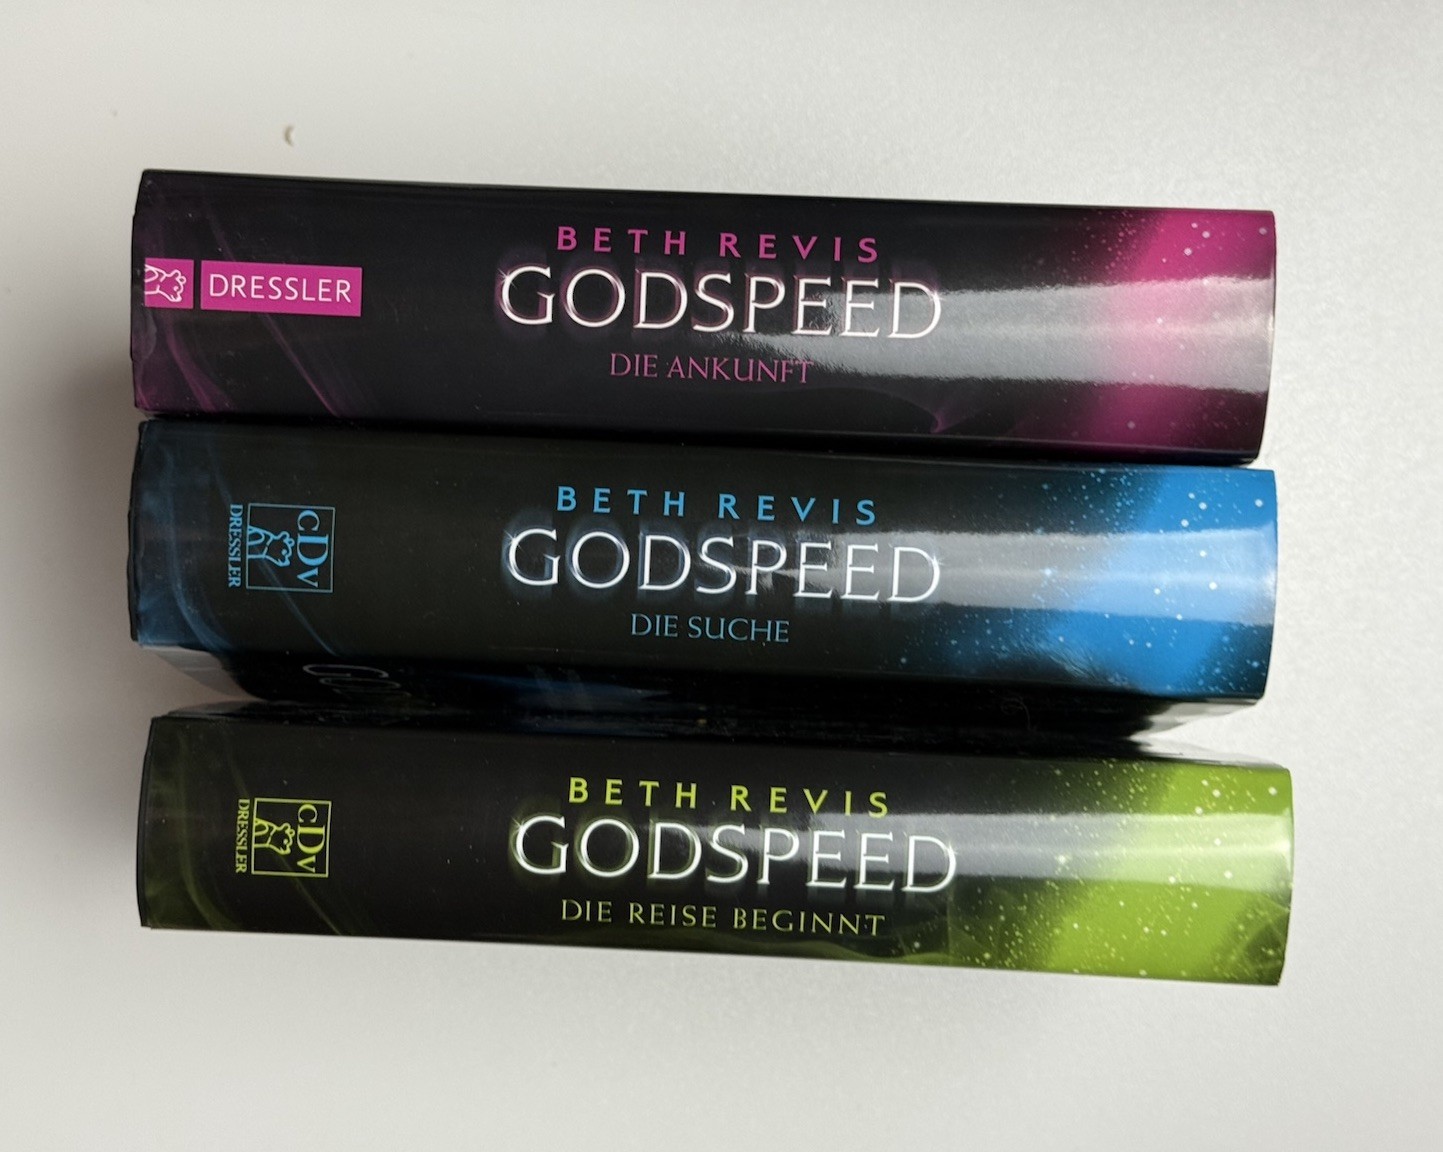 DRESSLER
BETH REVIS
GODSPEED
DIE ANKUNFT
cDv
DRESSLER
BETH REVIS
GODSPEED
DIE SUCHE
cDv
DRESSLER
BETH REVIS
GODSPEED
DIE REISE BEGINNT